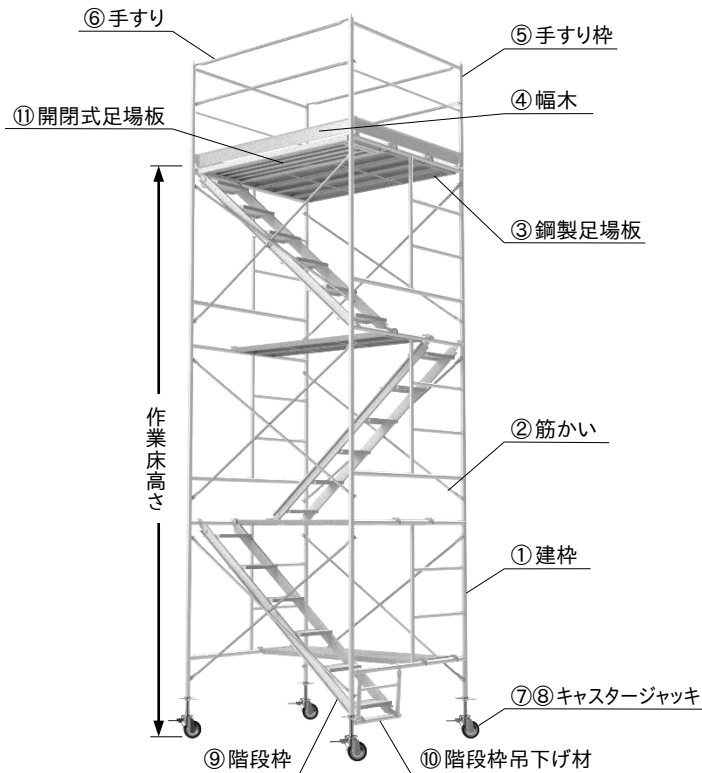 ⑥手すり
⑤手すり枠
④幅木
⑪開閉式足場板
③鋼製足場板
作業床高さ
②筋かい
①建枠
⑦⑧キャスタージャッキ
⑨階段枠
⑩階段枠吊下げ材